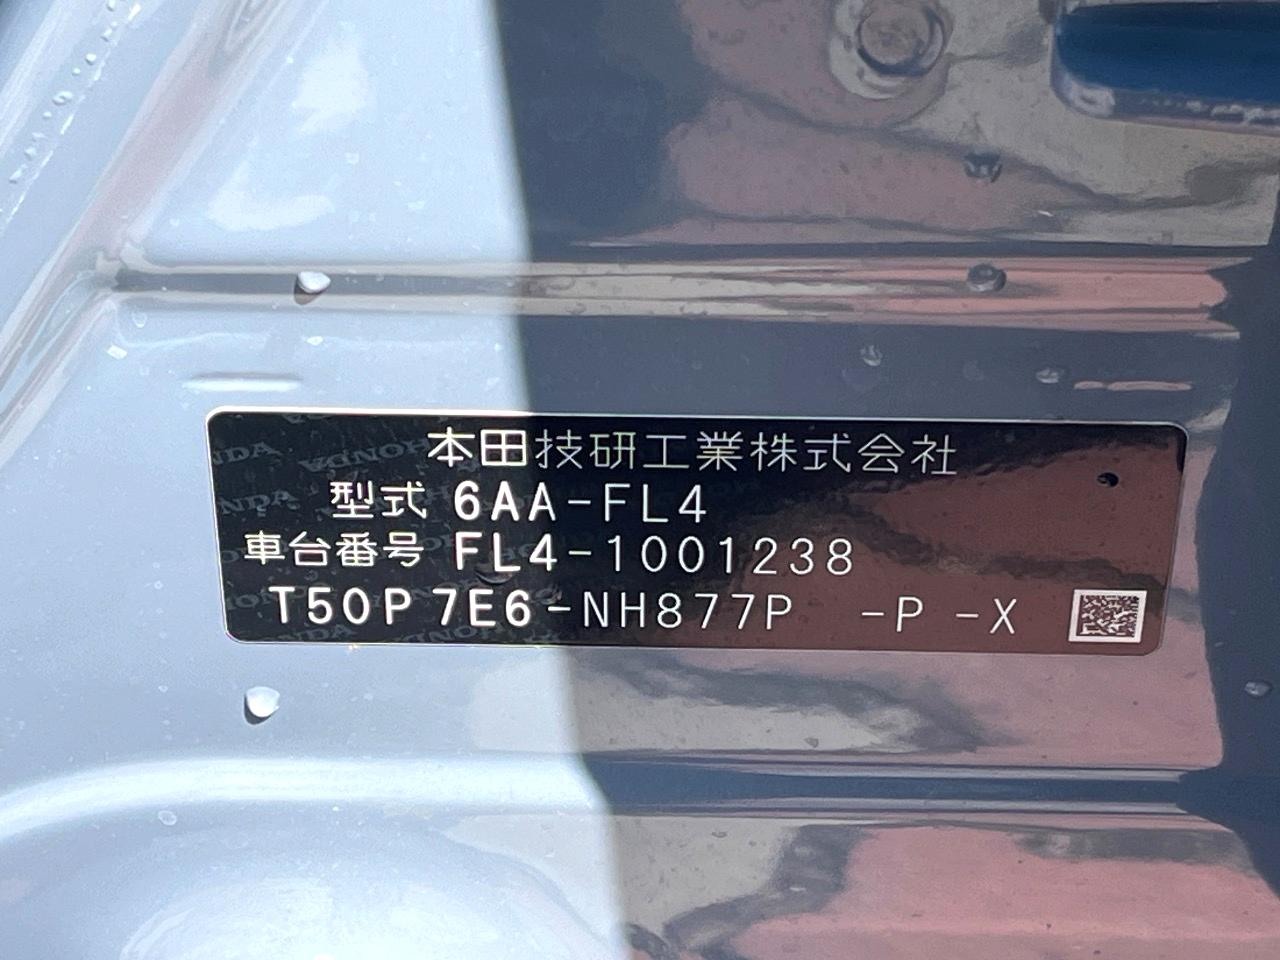 本田技研工業株式会社
型式 6AA-FL4
車台番号 FL4-1001238
T50P 7E6-NH877P -P -X